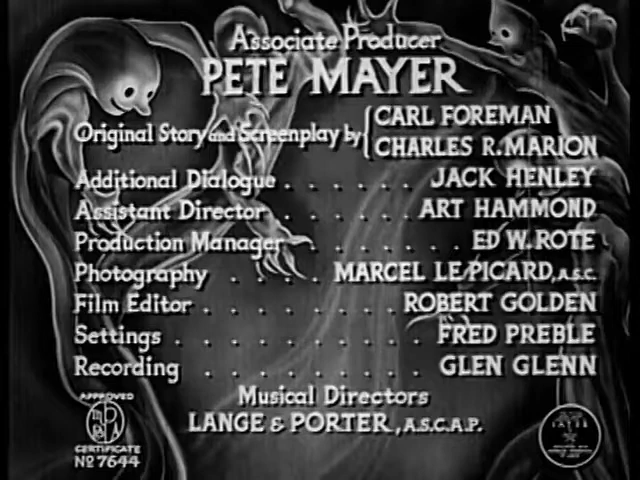 Associate Producer
PETE MAYER
Original Story and Screenplay by { CARL FOREMAN
CHARLES R. MARION
Additional Dialogue . . . . . . JACK HENLEY
Assistant Director . . . . . . ART HAMMOND
Production Manager . . . . . . ED W. ROTE
Photography . . . . MARCEL LE PICARD, A.S.C.
Film Editor . . . . . . . . ROBERT GOLDEN
Settings . . . . . . . . . . FRED PREBLE
Recording . . . . . . . . . GLEN GLENN
Musical Directors
LANGE & PORTER, A.S.C.A.P.
APPROVED
MPPDA
CERTIFICATE
No 7644